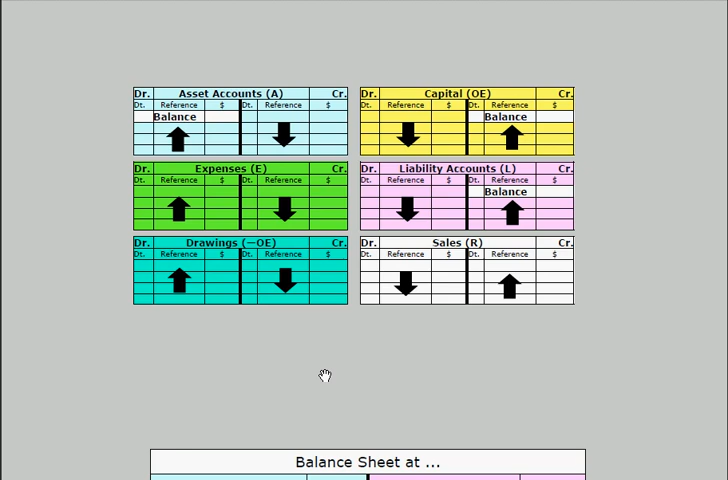 Dr. Asset Accounts (A) Cr.
Dt. Reference $ Dt. Reference $
Balance
Dr. Capital (OE) Cr.
Dt. Reference $ Dt. Reference $
Balance
Dr. Expenses (E) Cr.
Dt. Reference $ Dt. Reference $
Dr. Liability Accounts (L) Cr.
Dt. Reference $ Dt. Reference $
Balance
Dr. Drawings (—OE) Cr.
Dt. Reference $ Dt. Reference $
Dr. Sales (R) Cr.
Dt. Reference $ Dt. Reference $
Balance Sheet at ...